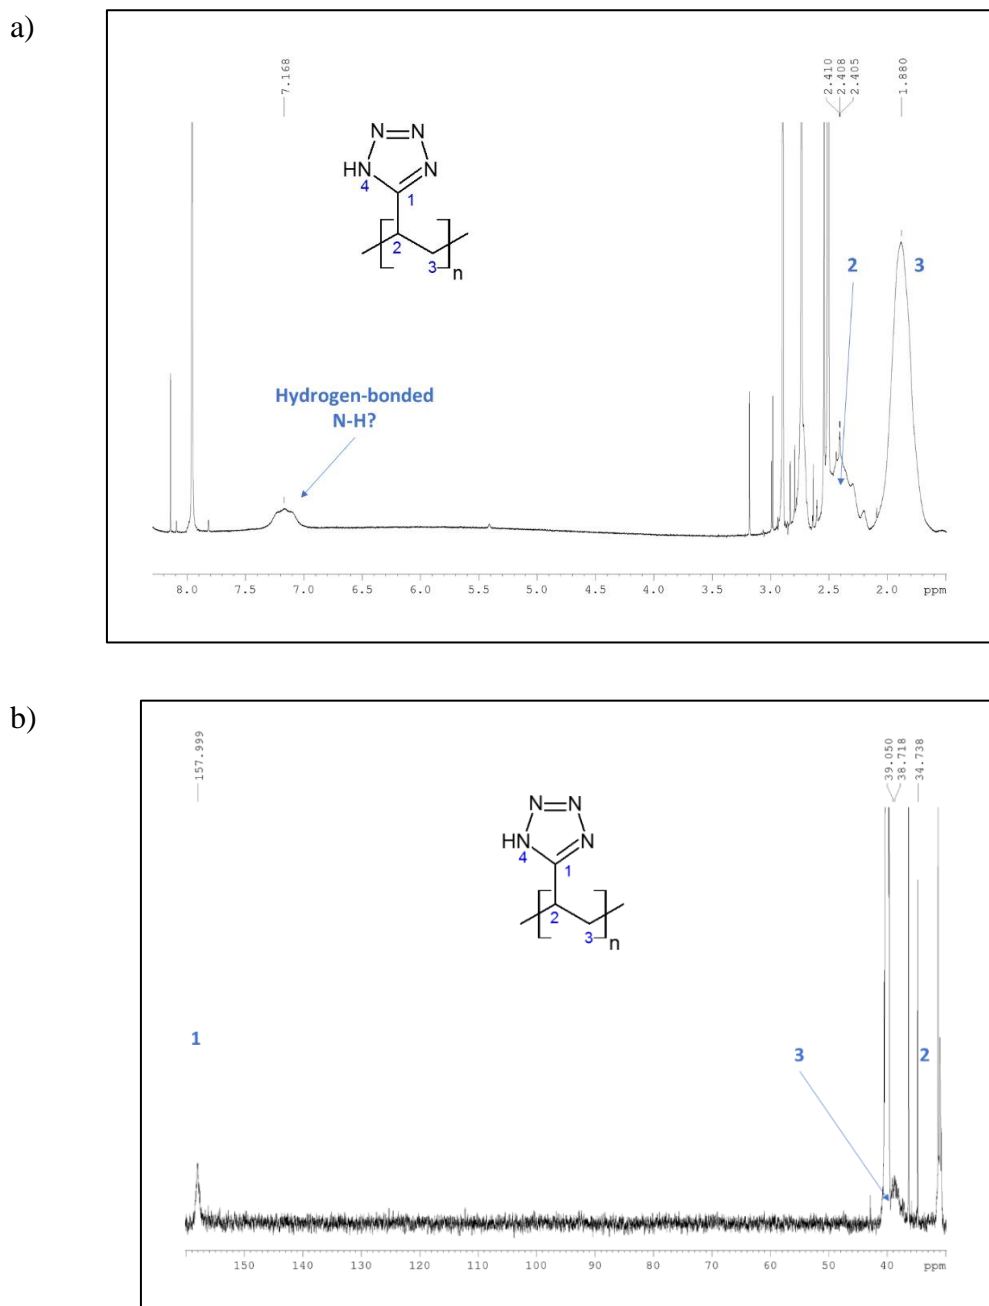 a)
7.168
2.410
2.408
2.405
1.880
N N
HN N
4
1
2
3
n
2
3
Hydrogen-bonded
N-H?
8.0 7.5 7.0 6.5 6.0 5.5 5.0 4.5 4.0 3.5 3.0 2.5 2.0 ppm
b)
157.999
39.050
38.718
34.738
N N
HN N
4
1
2
3
n
1
3
2
150 140 130 120 110 100 90 80 70 60 50 40 ppm